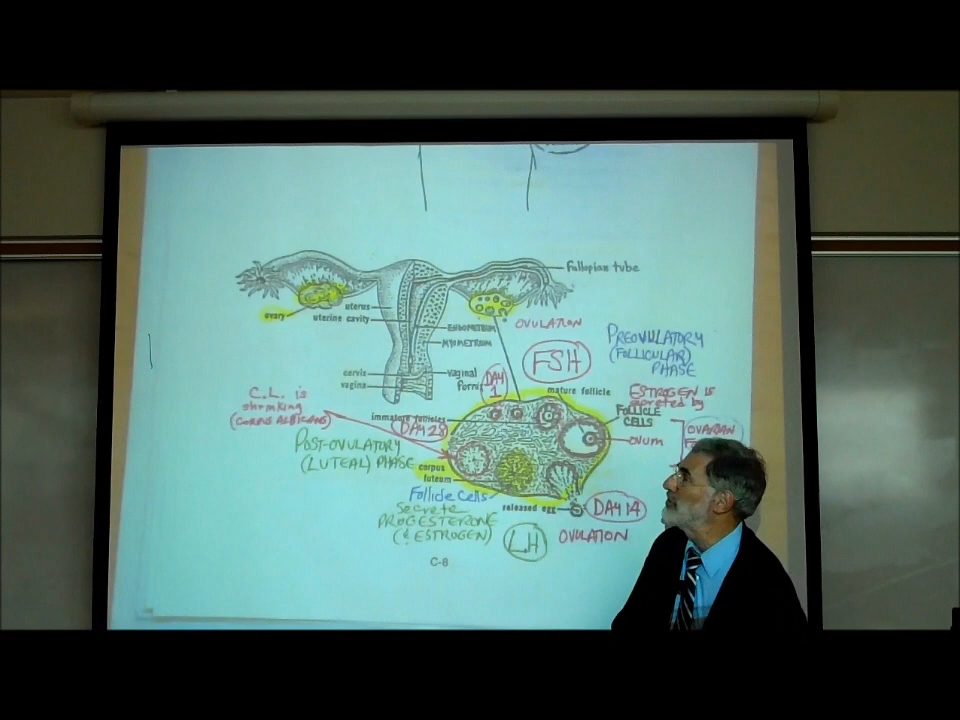 Fallopian tube
ovary
uterus
uterine cavity
OVULATION
ENDOMETRIUM
MYOMETRIUM
PREOVULATORY
(FOLLICULAR)
PHASE
FSH
cervix
vagina
vaginal
DAY
1
mature follicle
C.L. is
shrinking
(CORPUS ALBICANS)
ESTROGEN is
secreted by
FOLLICLE
CELLS
immature follicles
DAY 28
OVARIAN
ovum
POST-OVULATORY
(LUTEAL) PHASE
corpus
luteum
Follicle cells
secrete
PROGESTERONE
(& ESTROGEN)
released egg
DAY 14
LH
OVULATION
C-6